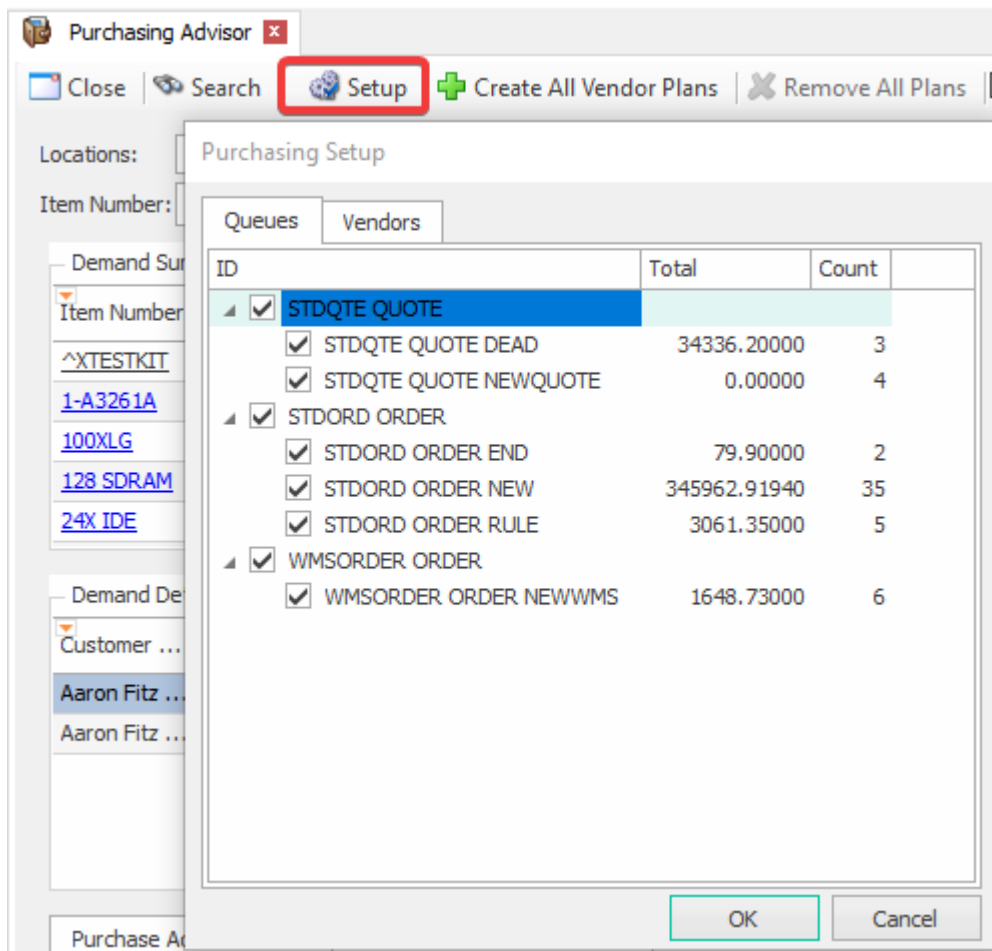 Purchasing Advisor
Close Search Setup Create All Vendor Plans Remove All Plans
Locations:
Item Number:
Demand Sur
Item Number
^XTESTKIT
1-A3261A
100XLG
128 SDRAM
24X IDE
Demand De
Customer ...
Aaron Fitz ...
Aaron Fitz ...
Purchase Ad
Purchasing Setup
Queues Vendors
ID Total Count
STDQTE QUOTE
STDQTE QUOTE DEAD 34336.20000 3
STDQTE QUOTE NEWQUOTE 0.00000 4
STDORD ORDER
STDORD ORDER END 79.90000 2
STDORD ORDER NEW 345962.91940 35
STDORD ORDER RULE 3061.35000 5
WMSORDER ORDER
WMSORDER ORDER NEWWMS 1648.73000 6
OK Cancel